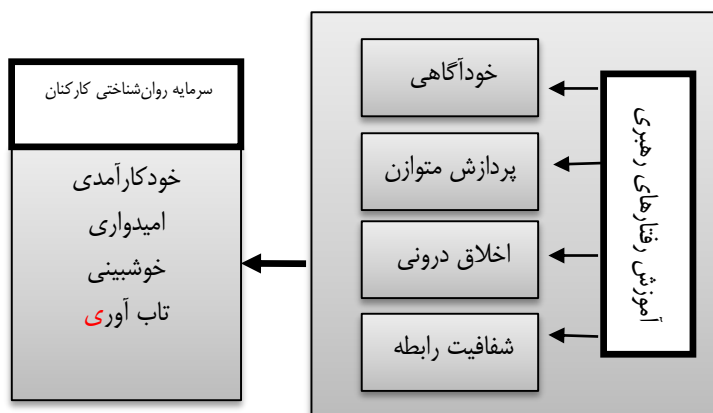 آموزش رفتارهای رهبری
خودآگاهی
پردازش متوازن
اخلاق درونی
شفافیت رابطه
سرمایه روان‌شناختی کارکنان
خودکارآمدی
امیدواری
خوشبینی
تاب آوری